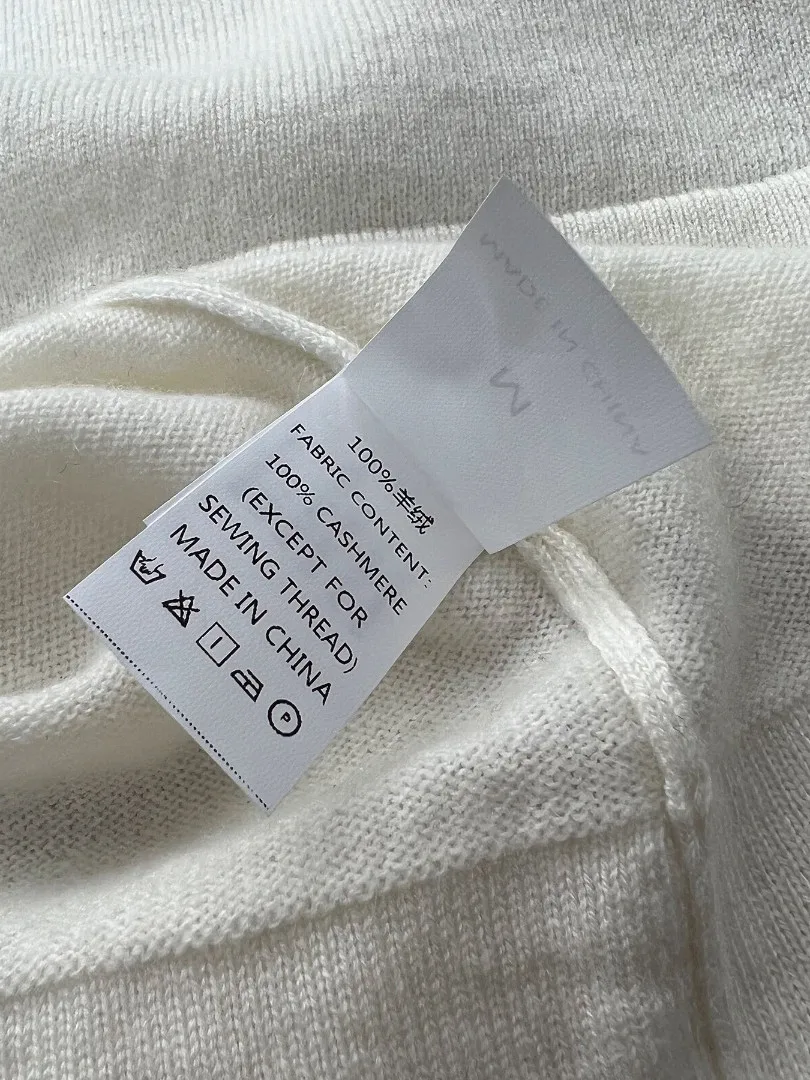 MADE IN CHINA
M
100%羊绒
FABRIC CONTENT:
100% CASHMERE
(EXCEPT FOR
SEWING THREAD)
MADE IN CHINA
P